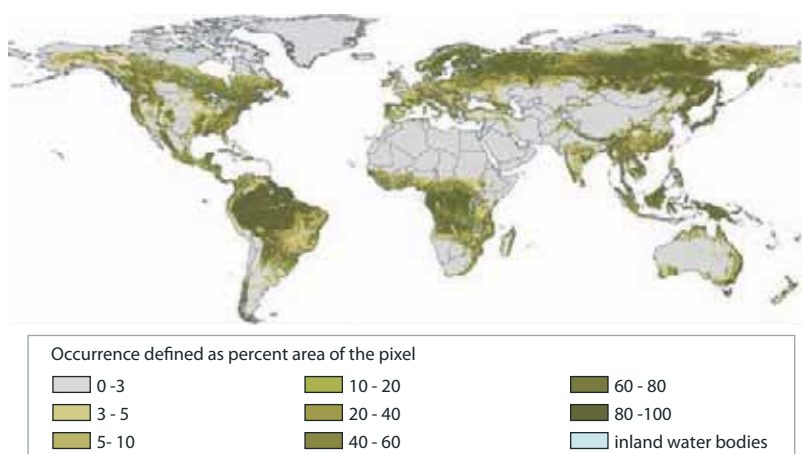 Occurrence defined as percent area of the pixel
0 -3
3 - 5
5- 10
10 - 20
20 - 40
40 - 60
60 - 80
80 -100
inland water bodies